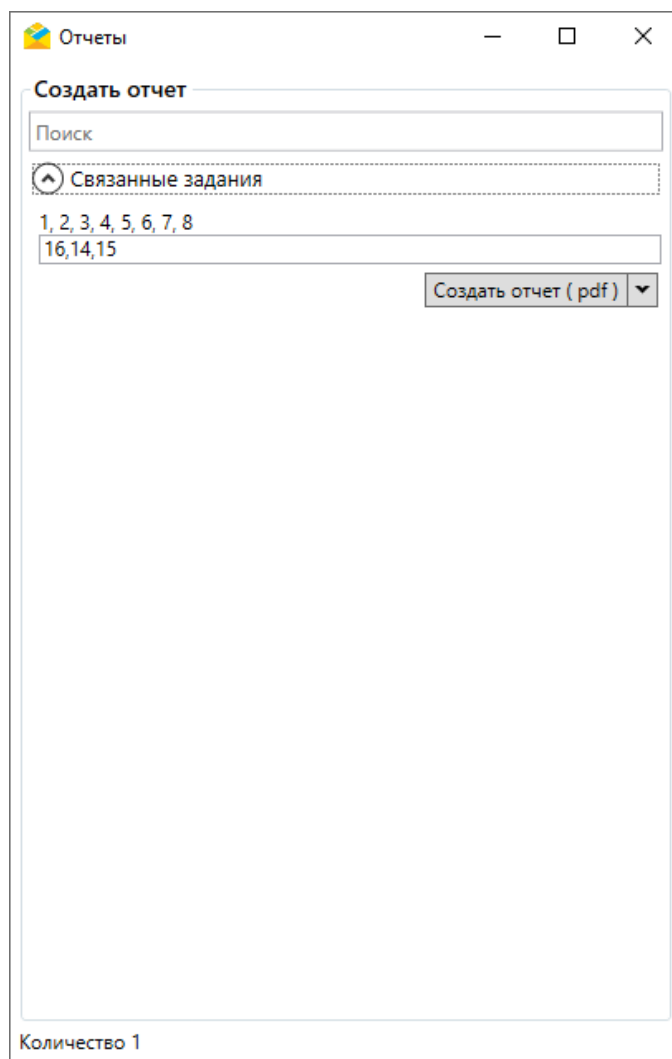 Отчеты
Создать отчет
Поиск
Связанные задания
1, 2, 3, 4, 5, 6, 7, 8
16,14,15
Создать отчет ( pdf )
Количество 1